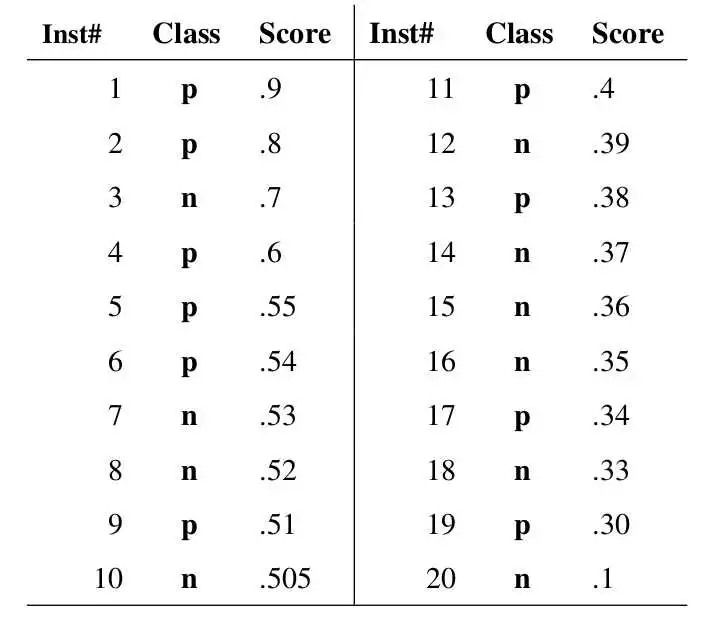 Inst# Class Score Inst# Class Score
1 p .9 11 p .4
2 p .8 12 n .39
3 n .7 13 p .38
4 p .6 14 n .37
5 p .55 15 n .36
6 p .54 16 n .35
7 n .53 17 p .34
8 n .52 18 n .33
9 p .51 19 p .30
10 n .505 20 n .1